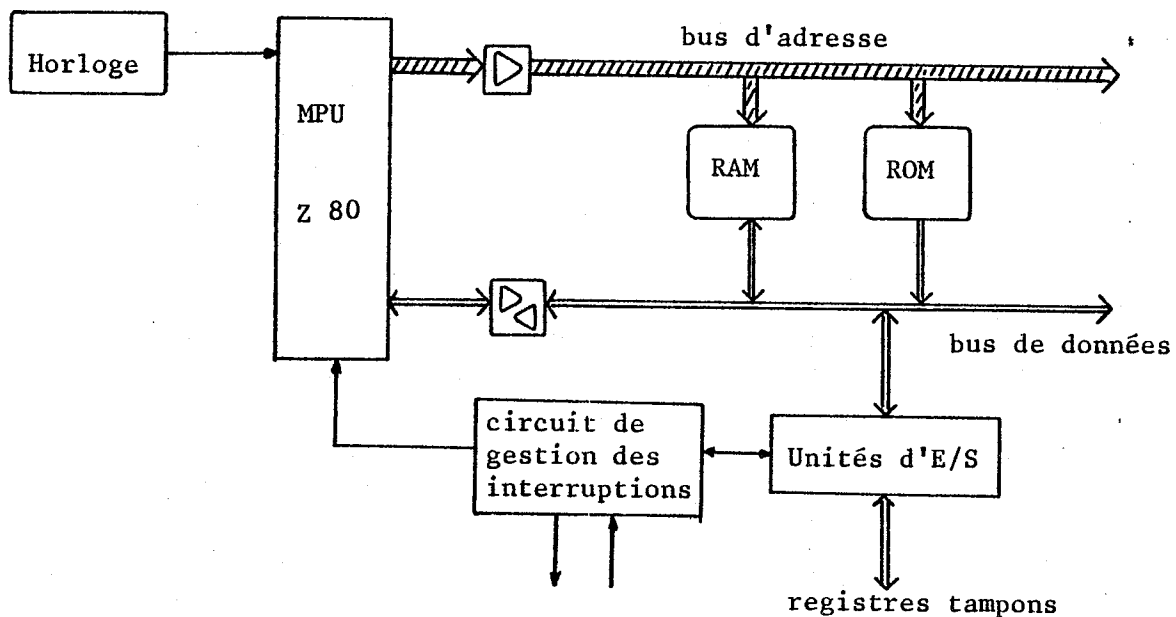 bus d'adresse
Horloge
MPU
Z 80
RAM
ROM
bus de données
circuit de
gestion des
interruptions
Unités d'E/S
registres tampons